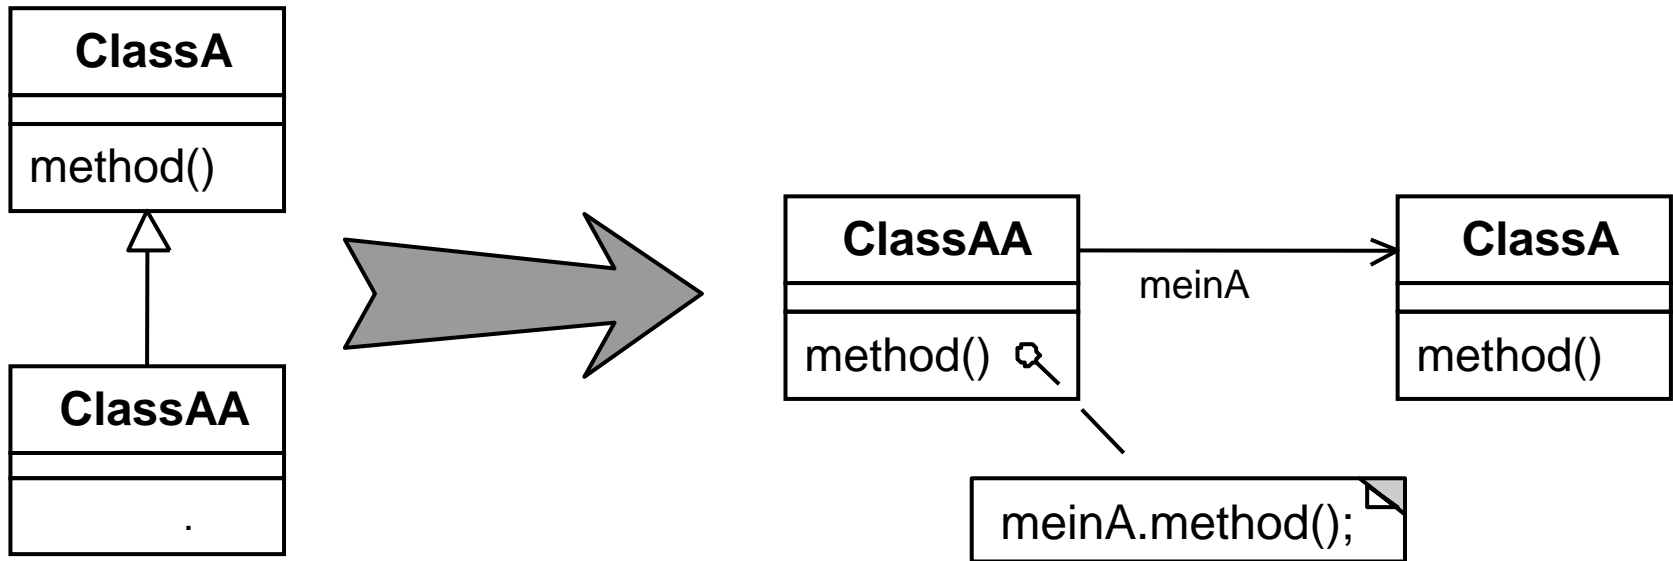 ClassA
method()
ClassAA
.
ClassAA
method()
meinA
ClassA
method()
meinA.method();